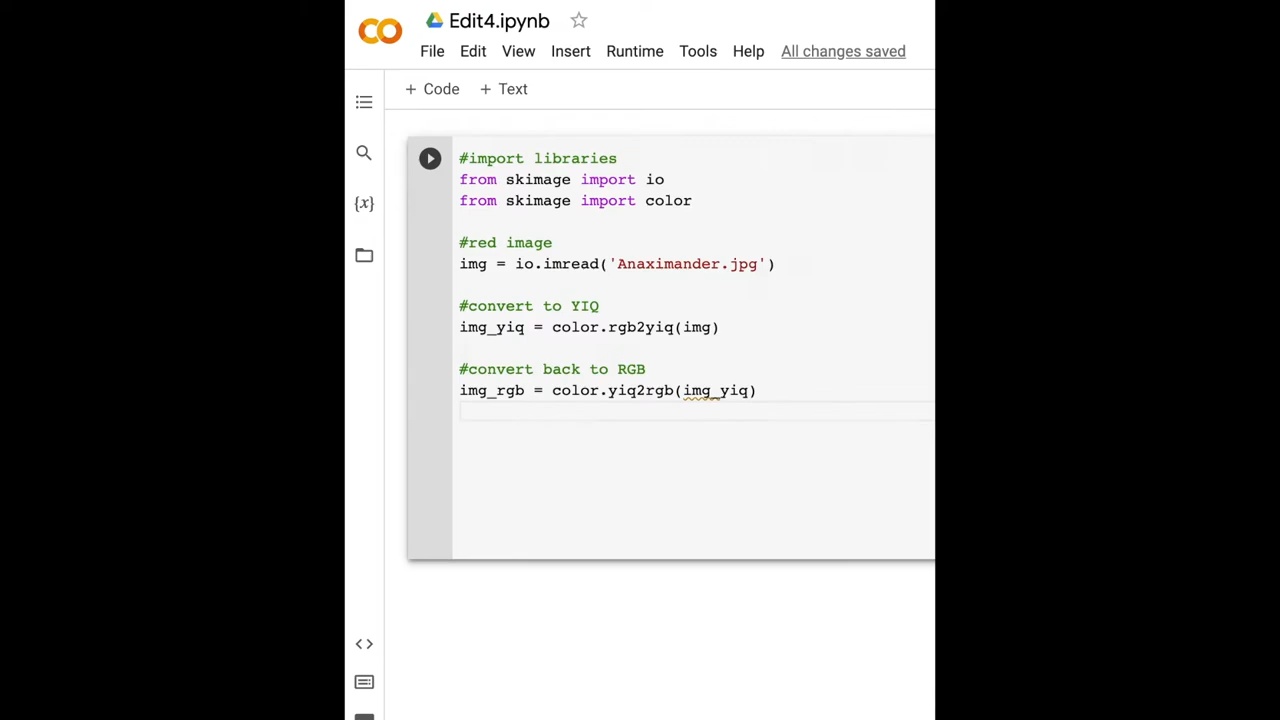 Edit4.ipynb
File Edit View Insert Runtime Tools Help All changes saved
+ Code + Text
#import libraries
from skimage import io
from skimage import color
#red image
img = io.imread('Anaximander.jpg')
#convert to YIQ
img_yiq = color.rgb2yiq(img)
#convert back to RGB
img_rgb = color.yiq2rgb(img_yiq)